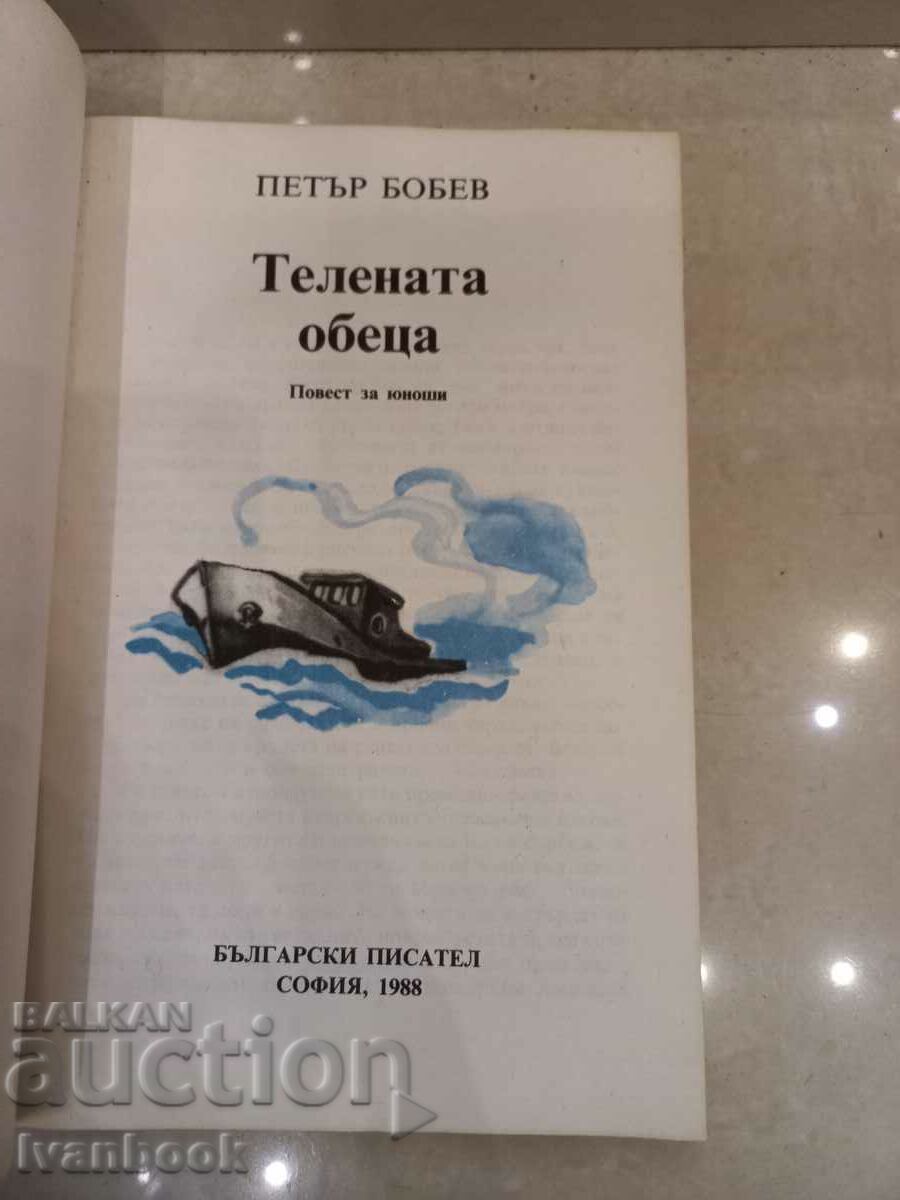 ПЕТЪР БОБЕВ
Телената
обеца
Повест за юноши
БЪЛГАРСКИ ПИСАТЕЛ
СОФИЯ, 1988
BALKAN
auction
Ivanbook